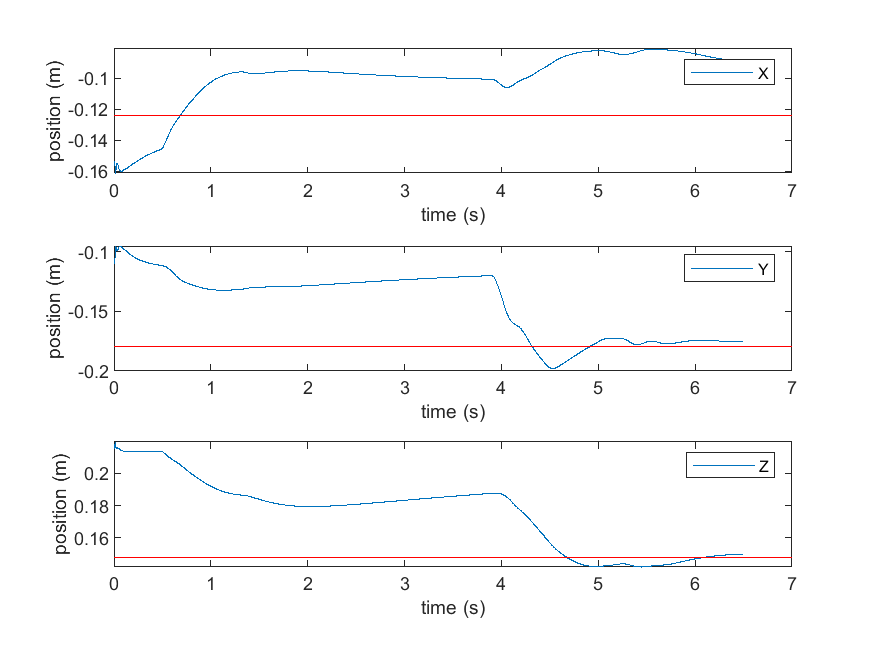 position (m)
-0.1
-0.12
-0.14
-0.16
X
0 1 2 3 4 5 6 7
time (s)
position (m)
-0.1
-0.15
-0.2
Y
0 1 2 3 4 5 6 7
time (s)
position (m)
0.2
0.18
0.16
Z
0 1 2 3 4 5 6 7
time (s)